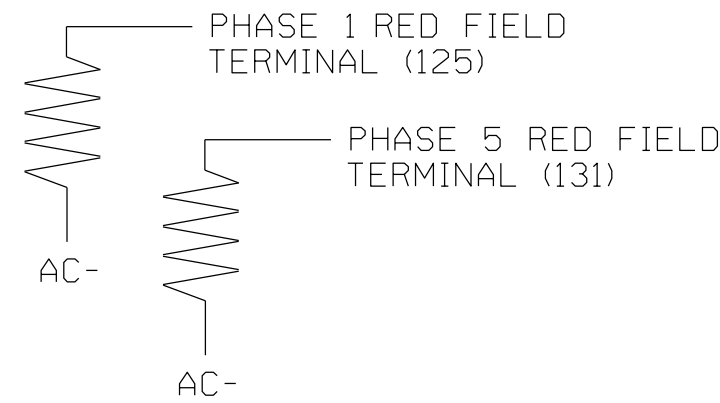 PHASE 1 RED FIELD
TERMINAL (125)
PHASE 5 RED FIELD
TERMINAL (131)
AC-
AC-